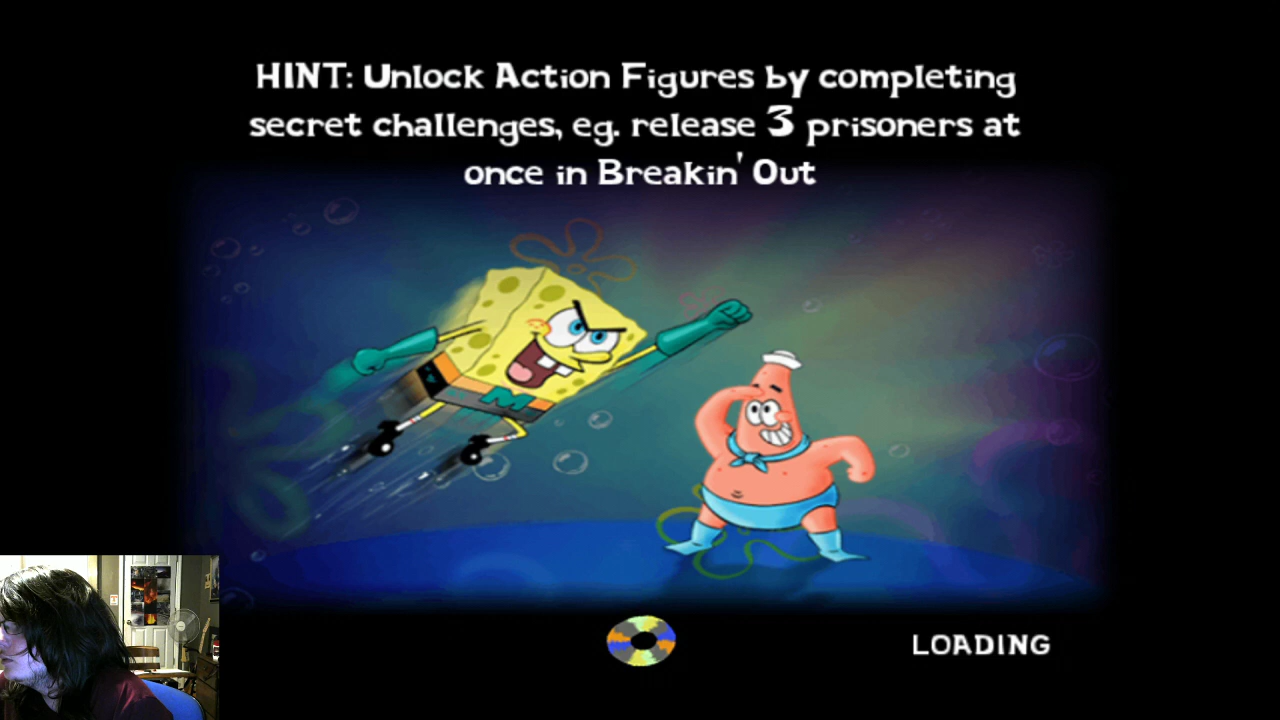 HINT: Unlock Action Figures by completing
secret challenges, eg. release 3 prisoners at
once in Breakin' Out
M
LOADING